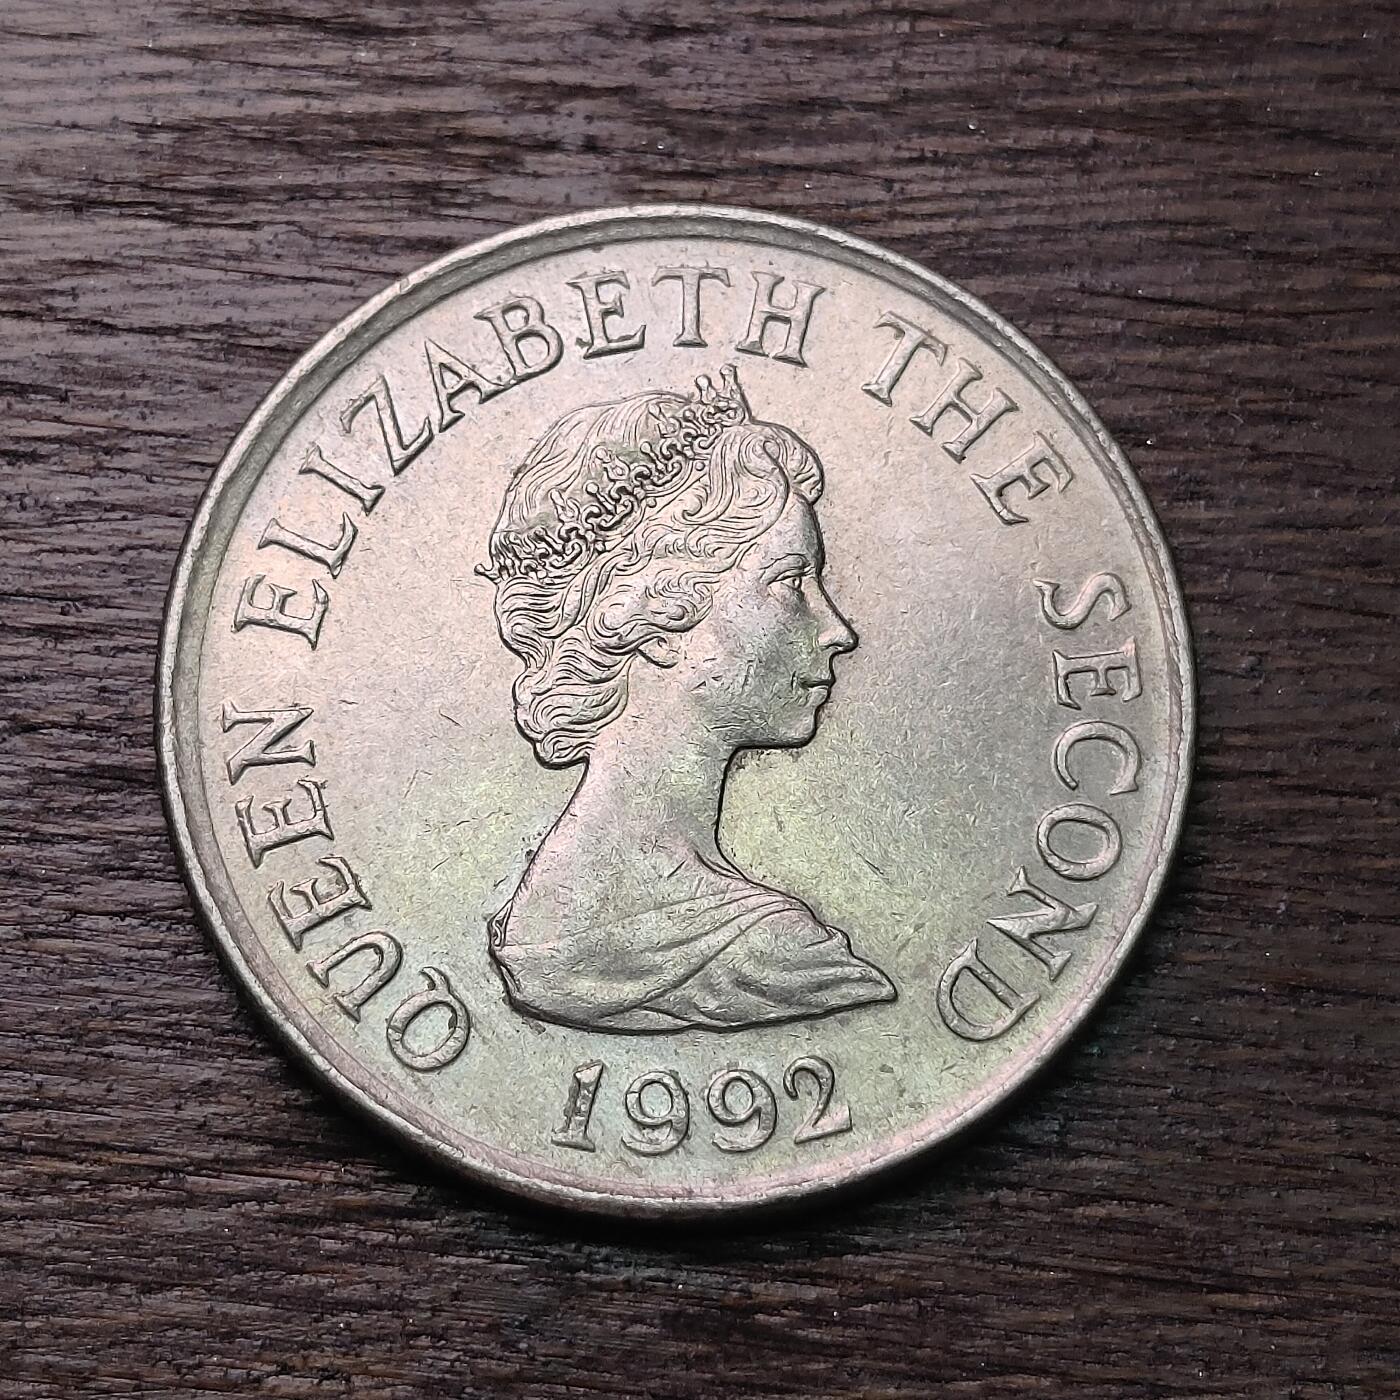 QUEEN ELIZABETH THE SECOND
1992